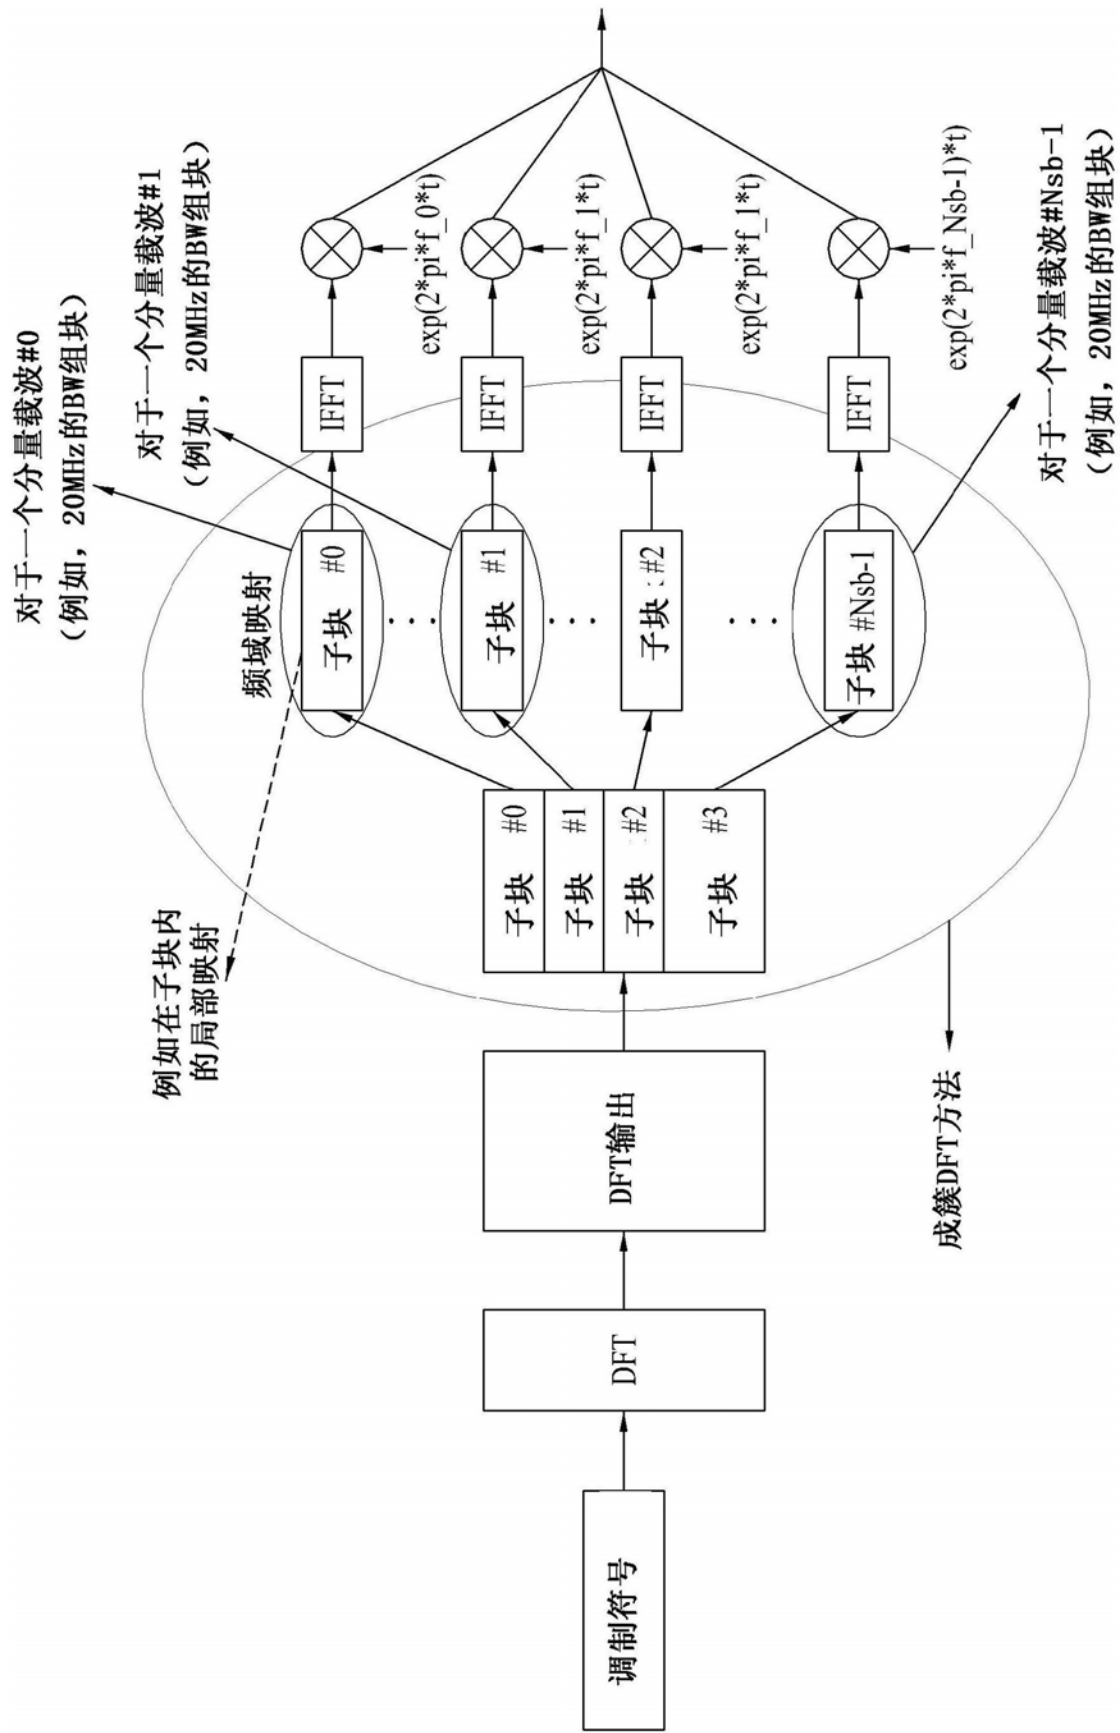 调制符号
DFT
DFT输出
子块 #0
子块 #1
子块 #2
子块 #3
例如在子块内
的局部映射
频域映射
子块 #0
子块 #1
子块 #2
子块 #Nsb-1
···
···
···
对于一个分量载波#0
(例如, 20MHz的BW组块)
对于一个分量载波#1
(例如, 20MHz的BW组块)
IFFT
IFFT
IFFT
IFFT
exp(2*pi*f_0*t)
exp(2*pi*f_1*t)
exp(2*pi*f_1*t)
exp(2*pi*f_Nsb-1)*t)
对于一个分量载波#Nsb-1
(例如, 20MHz的BW组块)
成簇DFT方法